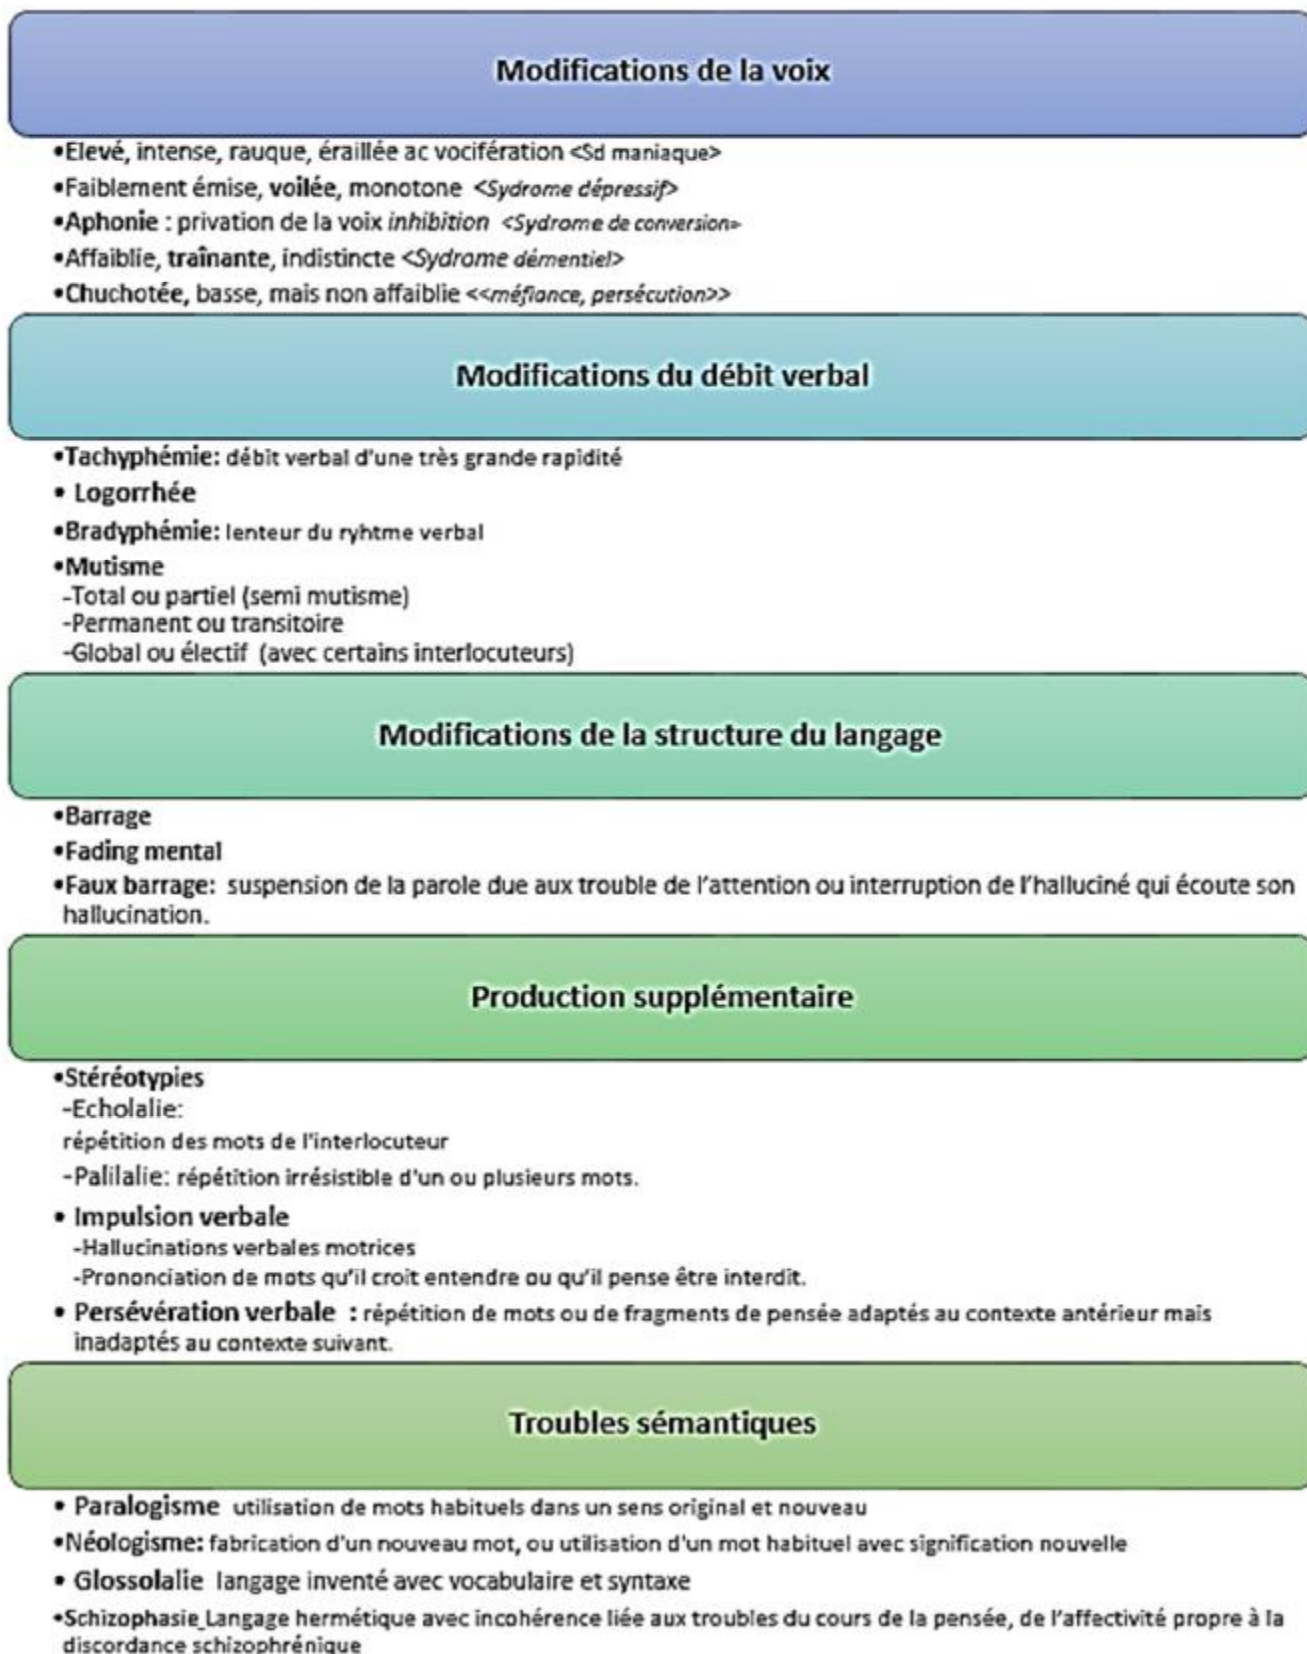 Modifications de la voix
•Elevé, intense, rauque, éraillée ac vocifération <Sd maniaque>
•Faiblement émise, voilée, monotone <Sydrome dépressif>
•Aphonie : privation de la voix inhibition <Sydrome de conversion>
•Affaiblie, traînante, indistincte <Sydrome démentiel>
•Chuchotée, basse, mais non affaiblie <<méfiance, persécution>>
Modifications du débit verbal
•Tachyphémie: débit verbal d'une très grande rapidité
• Logorrhée
•Bradyphémie: lenteur du ryhtme verbal
•Mutisme
-Total ou partiel (semi mutisme)
-Permanent ou transitoire
-Global ou électif (avec certains interlocuteurs)
Modifications de la structure du langage
•Barrage
•Fading mental
•Faux barrage: suspension de la parole due aux trouble de l'attention ou interruption de l'halluciné qui écoute son
hallucination.
Production supplémentaire
•Stéréotypies
-Echolalie:
répétition des mots de l'interlocuteur
-Palilalie: répétition irrésistible d'un ou plusieurs mots.
• Impulsion verbale
-Hallucinations verbales motrices
-Prononciation de mots qu'il croit entendre ou qu'il pense être interdit.
• Persévération verbale : répétition de mots ou de fragments de pensée adaptés au contexte antérieur mais
inadaptés au contexte suivant.
Troubles sémantiques
• Paralogisme utilisation de mots habituels dans un sens original et nouveau
•Néologisme: fabrication d'un nouveau mot, ou utilisation d'un mot habituel avec signification nouvelle
• Glossolalie langage inventé avec vocabulaire et syntaxe
•Schizophasie_Langage hermétique avec incohérence liée aux troubles du cours de la pensée, de l'affectivité propre à la
discordance schizophrénique